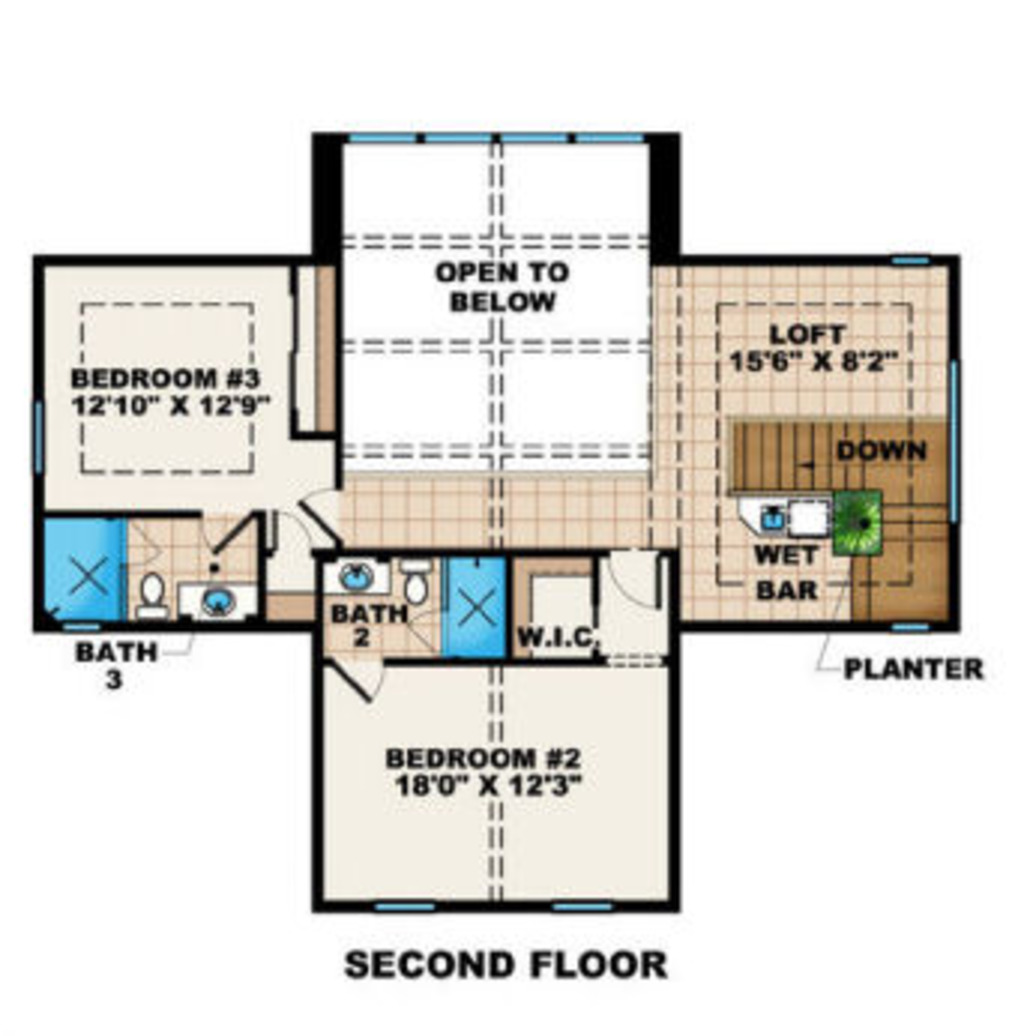 OPEN TO
BELOW
LOFT
15'6" X 8'2"
BEDROOM #3
12'10" X 12'9"
DOWN
WET
BAR
BATH
2
W.I.C.
BATH
3
PLANTER
BEDROOM #2
18'0" X 12'3"
SECOND FLOOR